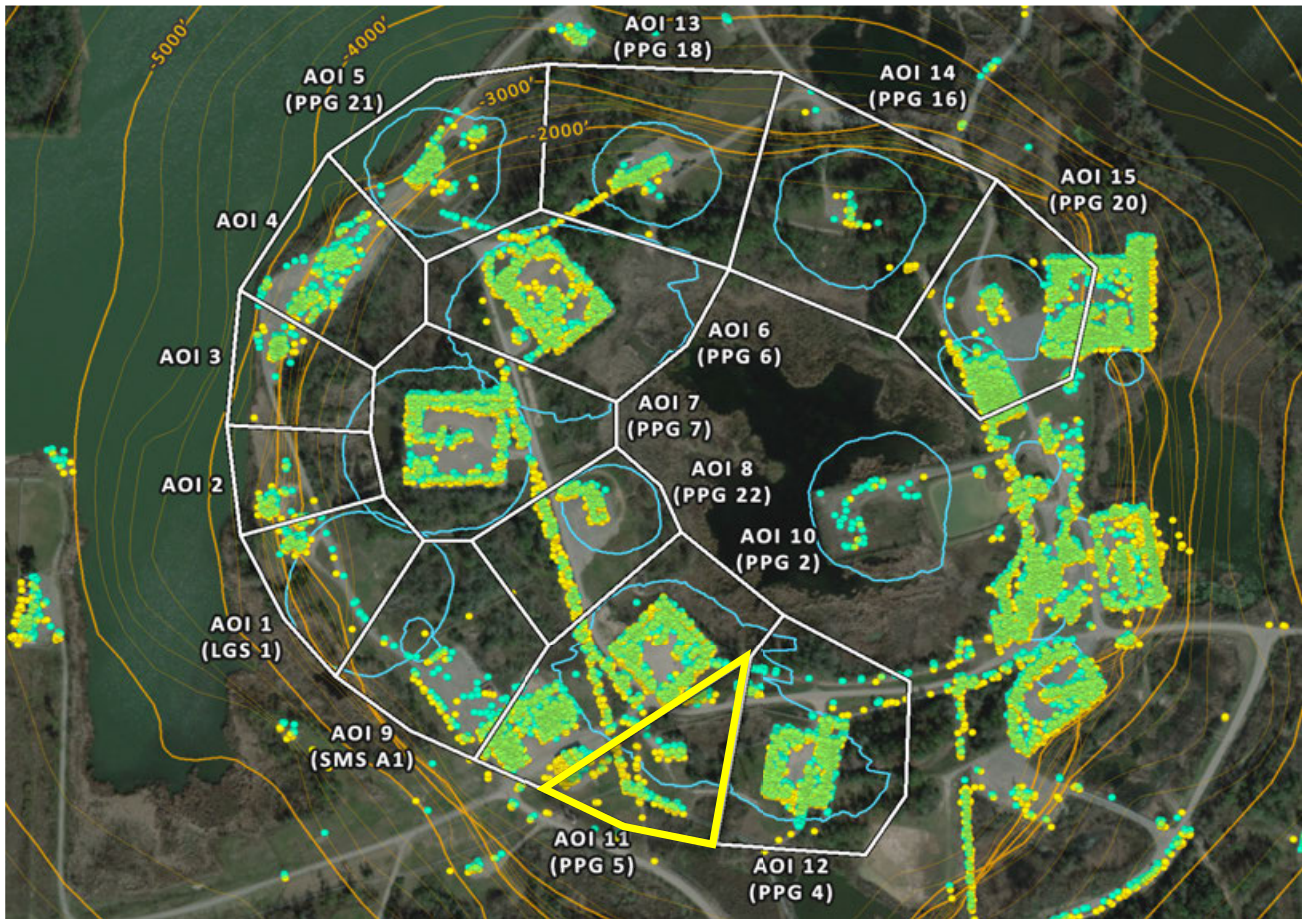 -5000'
-4000'
-3000'
-2000'
AOI 13
(PPG 18)
AOI 5
(PPG 21)
AOI 14
(PPG 16)
AOI 15
(PPG 20)
AOI 4
AOI 3
AOI 6
(PPG 6)
AOI 7
(PPG 7)
AOI 2
AOI 8
(PPG 22)
AOI 10
(PPG 2)
AOI 1
(LGS 1)
AOI 9
(SMS A1)
AOI 11
(PPG 5)
AOI 12
(PPG 4)